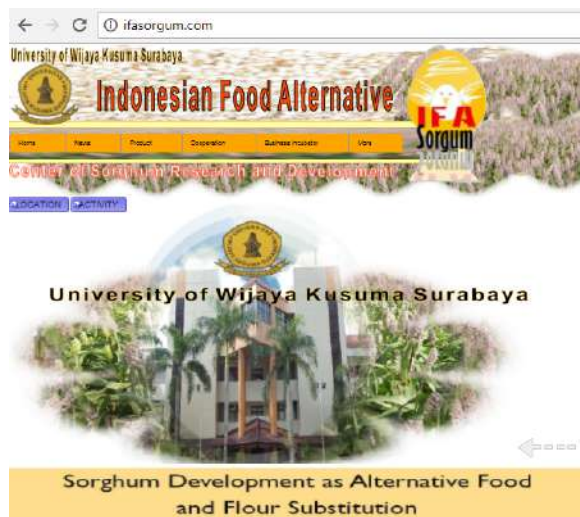 ifasorgum.com
University of Wijaya Kusuma Surabaya
Indonesian Food Alternative
IFA
Sorgum
Home News Product Cooperation Business Incubator More
Center of Sorghum Research and Development
LOCATION ACTIVITY
University of Wijaya Kusuma Surabaya
Sorghum Development as Alternative Food
and Flour Substitution